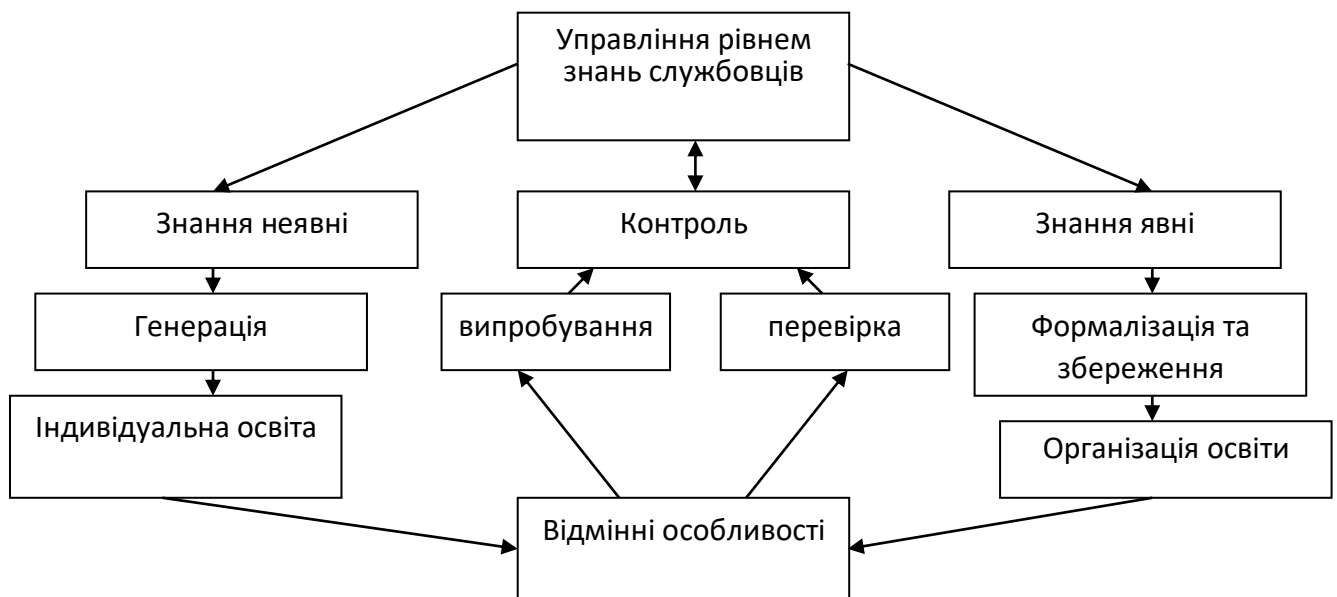 Управління рівнем
знань службовців
Знання неявні
Контроль
Знання явні
Генерація
випробування
перевірка
Формалізація та
збереження
Індивідуальна освіта
Організація освіти
Відмінні особливості